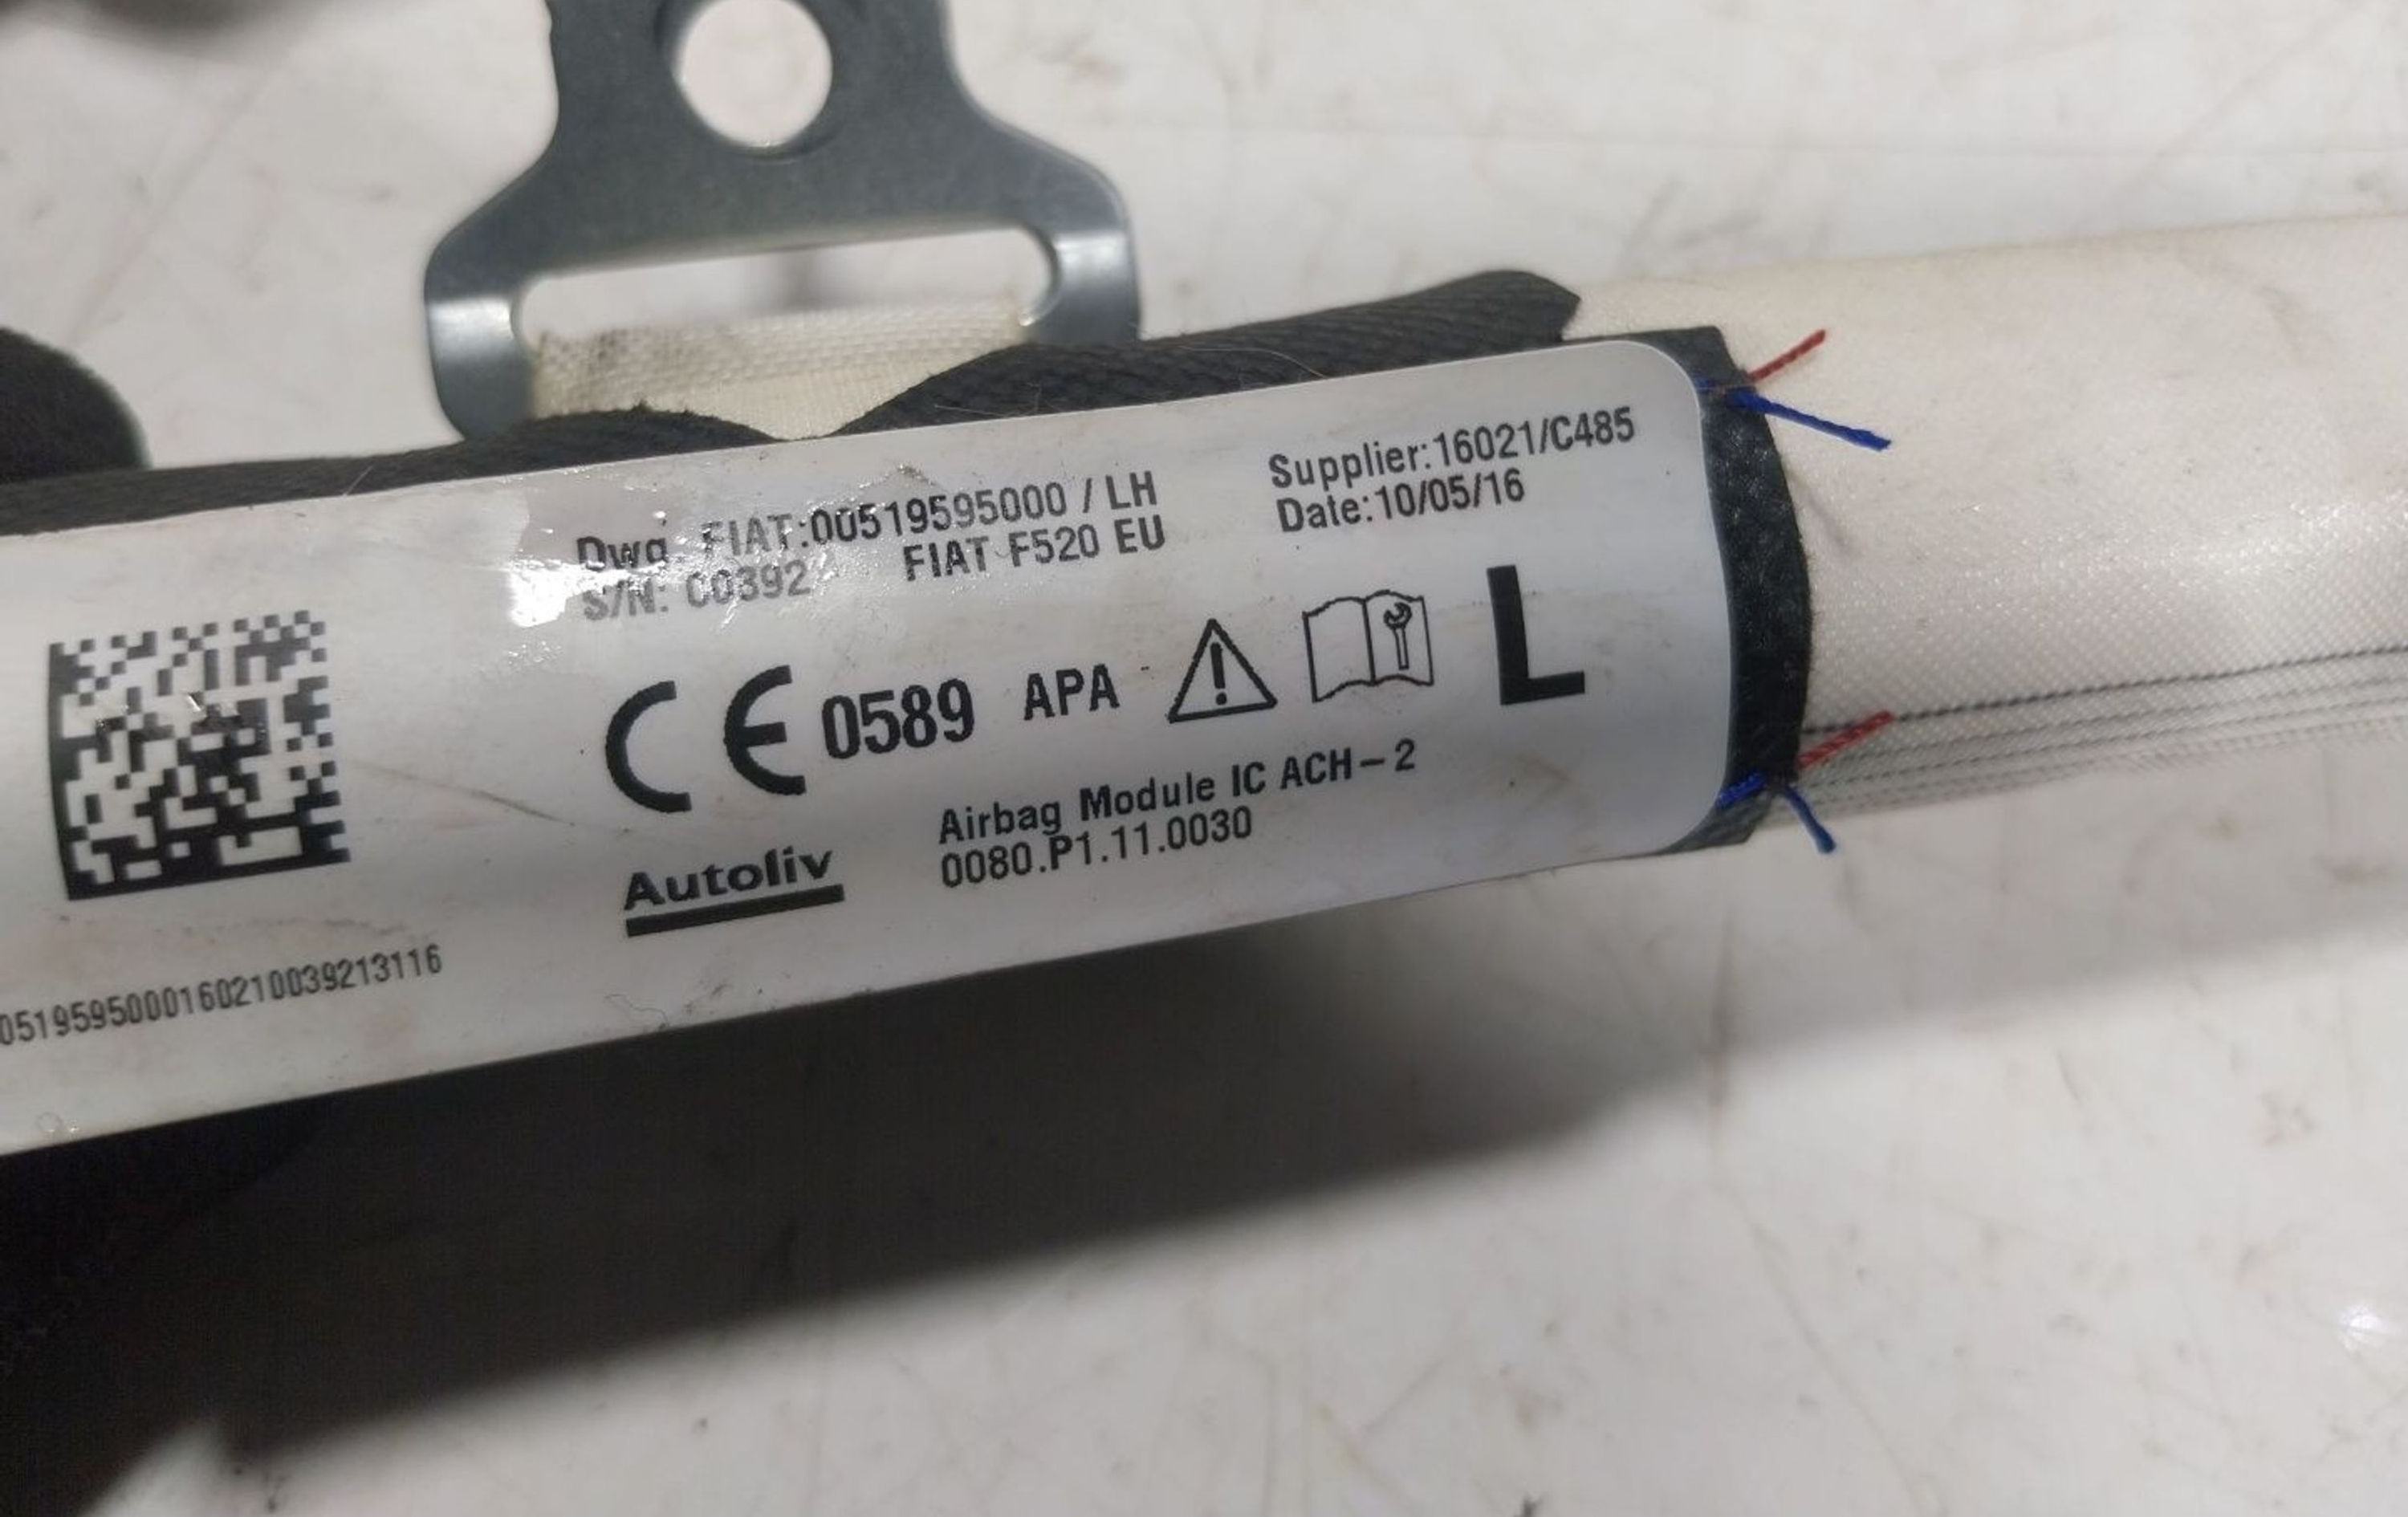 Dwg. FIAT:00519595000 / LH
S/N: 00392 FIAT F520 EU
Supplier:16021/C485
Date:10/05/16
CE 0589 APA L
Airbag Module IC ACH-2
0080.P1.11.0030
Autoliv
0519595000160210039213116